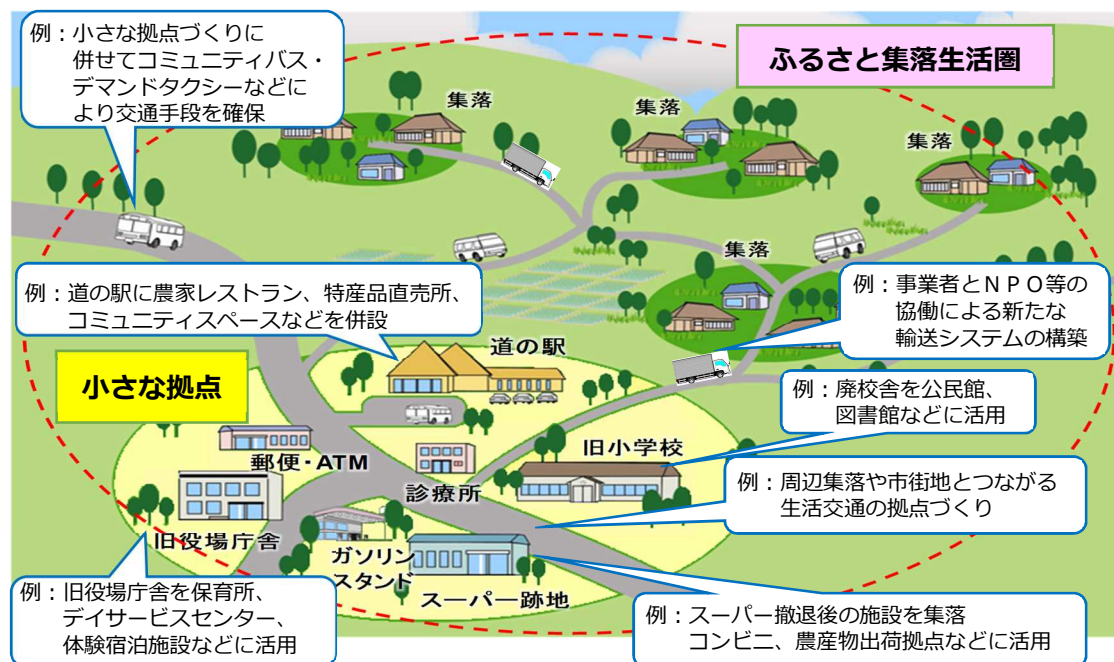 例：小さな拠点づくりに
併せてコミュニティバス・
デマンドタクシーなどに
より交通手段を確保
ふるさと集落生活圏
集落
集落
集落
集落
例：道の駅に農家レストラン、特産品直売所、
コミュニティスペースなどを併設
例：事業者とＮＰＯ等の
協働による新たな
輸送システムの構築
道の駅
小さな拠点
例：廃校舎を公民館、
図書館などに活用
郵便・ATM
旧小学校
診療所
例：周辺集落や市街地とつながる
生活交通の拠点づくり
旧役場庁舎
ガソリン
スタンド
スーパー跡地
例：旧役場庁舎を保育所、
デイサービスセンター、
体験宿泊施設などに活用
例：スーパー撤退後の施設を集落
コンビニ、農産物出荷拠点などに活用